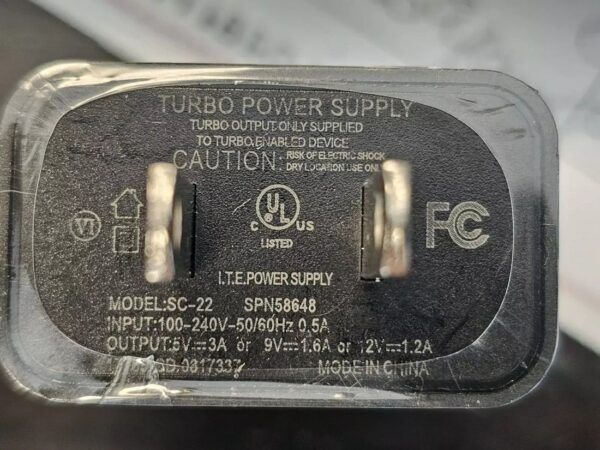 TURBO POWER SUPPLY
TURBO OUTPUT ONLY SUPPLIED
TO TURBO ENABLED DEVICE
CAUTION: RISK OF ELECTRIC SHOCK
DRY LOCATION USE ONLY
VI
C UL US
LISTED
FC
I.T.E.POWER SUPPLY
MODEL:SC-22 SPN58648
INPUT:100-240V~50/60Hz 0.5A
OUTPUT:5V⎓3A or 9V⎓1.6A or 12V⎓1.2A
MADE IN CHINA